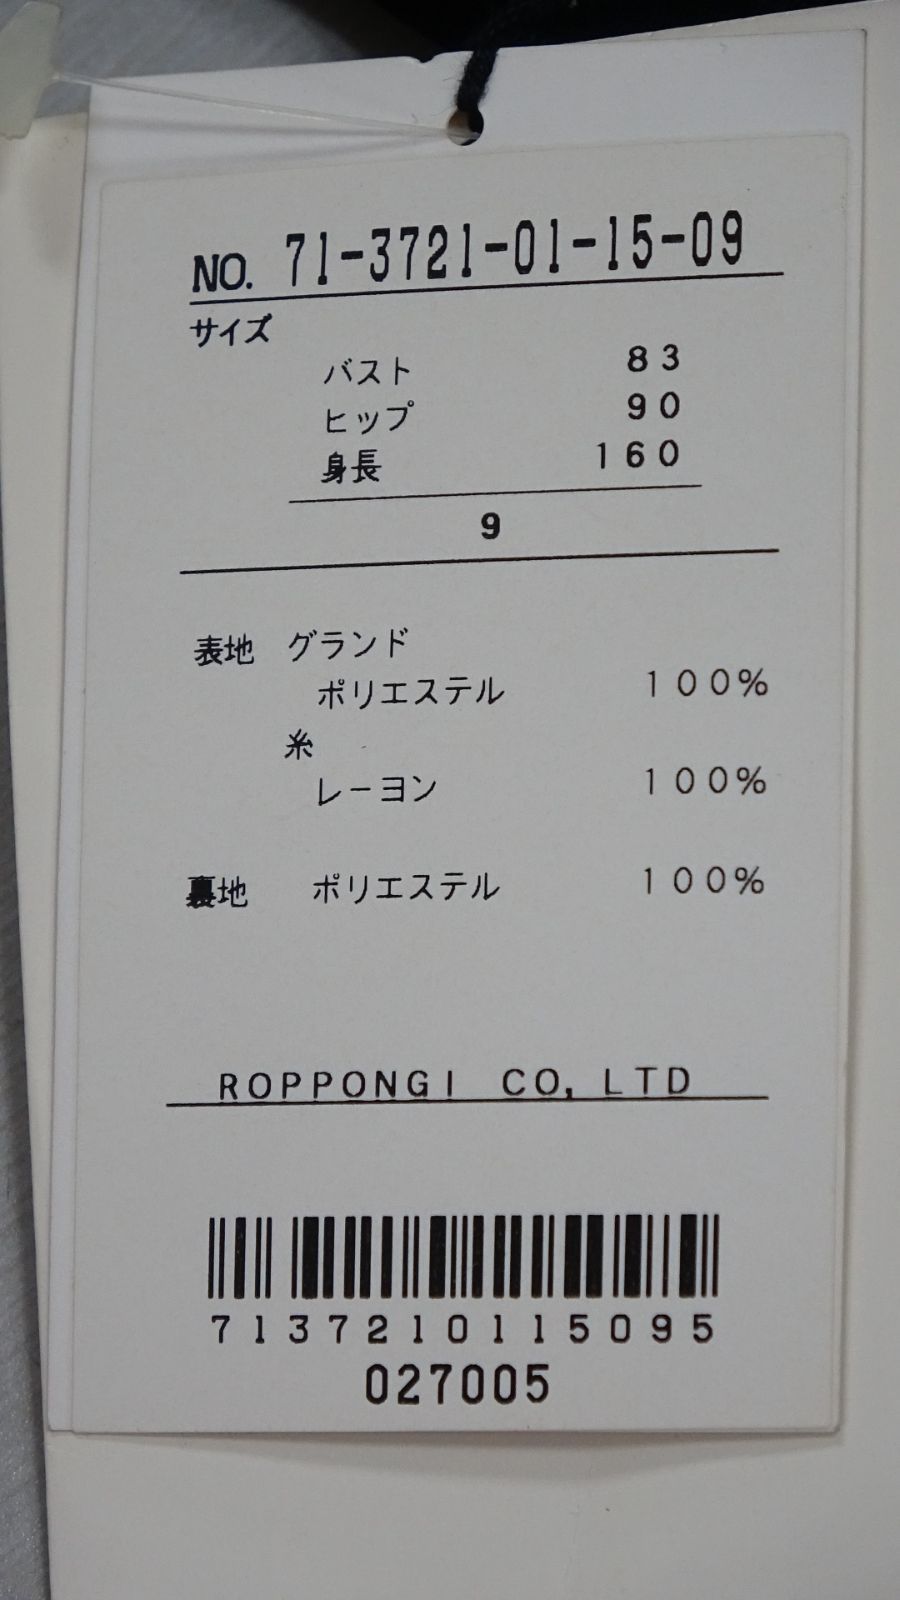 NO. 71-3721-01-15-09
サイズ
バスト 83
ヒップ 90
身長 160
9
表地 グランド
ポリエステル 100%
糸
レーヨン 100%
裏地 ポリエステル 100%
ROPPONGI CO, LTD
7137210115095
027005